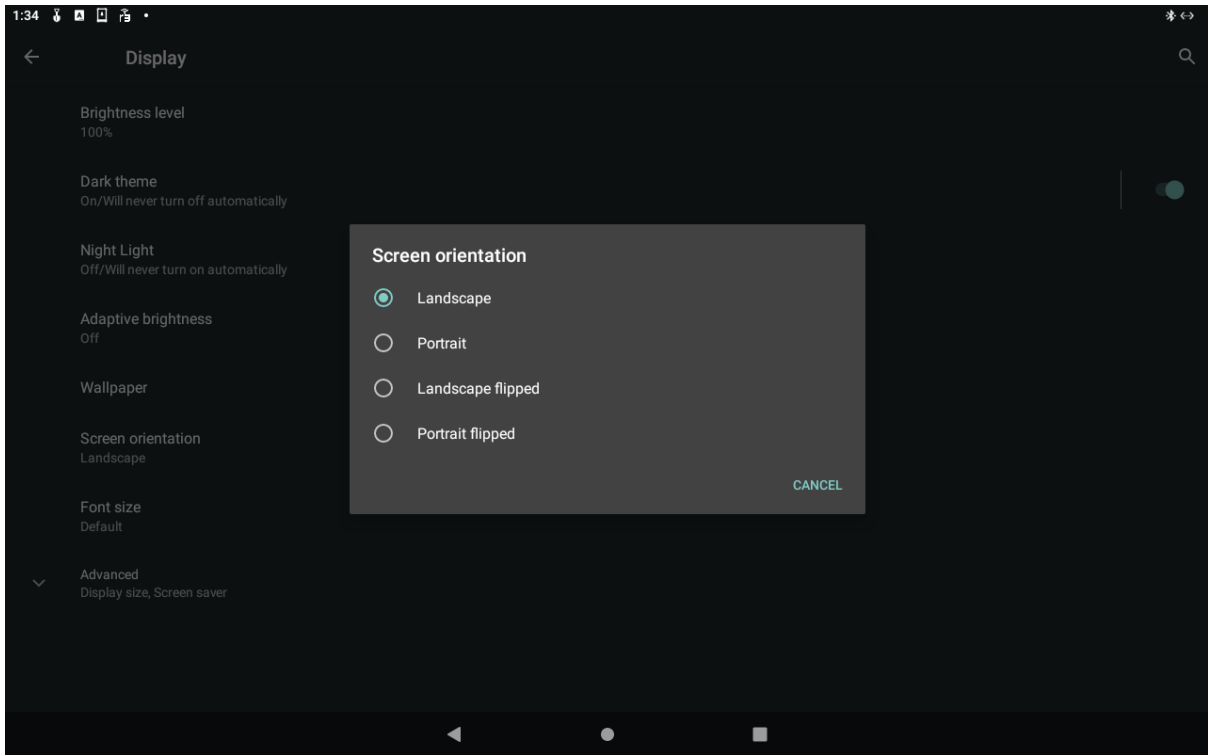 1:34
Display
Brightness level
100%
Dark theme
On/Will never turn off automatically
Night Light
Off/Will never turn on automatically
Adaptive brightness
Off
Wallpaper
Screen orientation
Landscape
Font size
Default
Advanced
Display size, Screen saver
Screen orientation
Landscape
Portrait
Landscape flipped
Portrait flipped
CANCEL